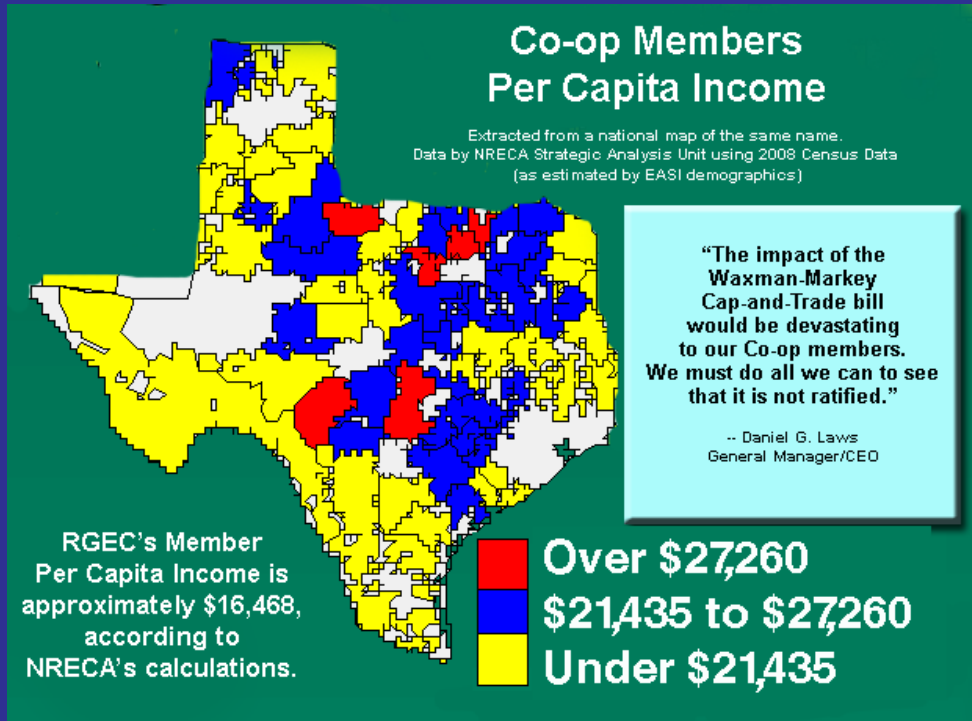 Co-op Members
Per Capita Income
Extracted from a national map of the same name.
Data by NRECA Strategic Analysis Unit using 2008 Census Data
(as estimated by EASI demographics)
“The impact of the
Waxman-Markey
Cap-and-Trade bill
would be devastating
to our Co-op members.
We must do all we can to see
that it is not ratified.”
-- Daniel G. Laws
General Manager/CEO
RGEC’s Member
Per Capita Income is
approximately $16,468,
according to
NRECA’s calculations.
Over $27,260
$21,435 to $27,260
Under $21,435